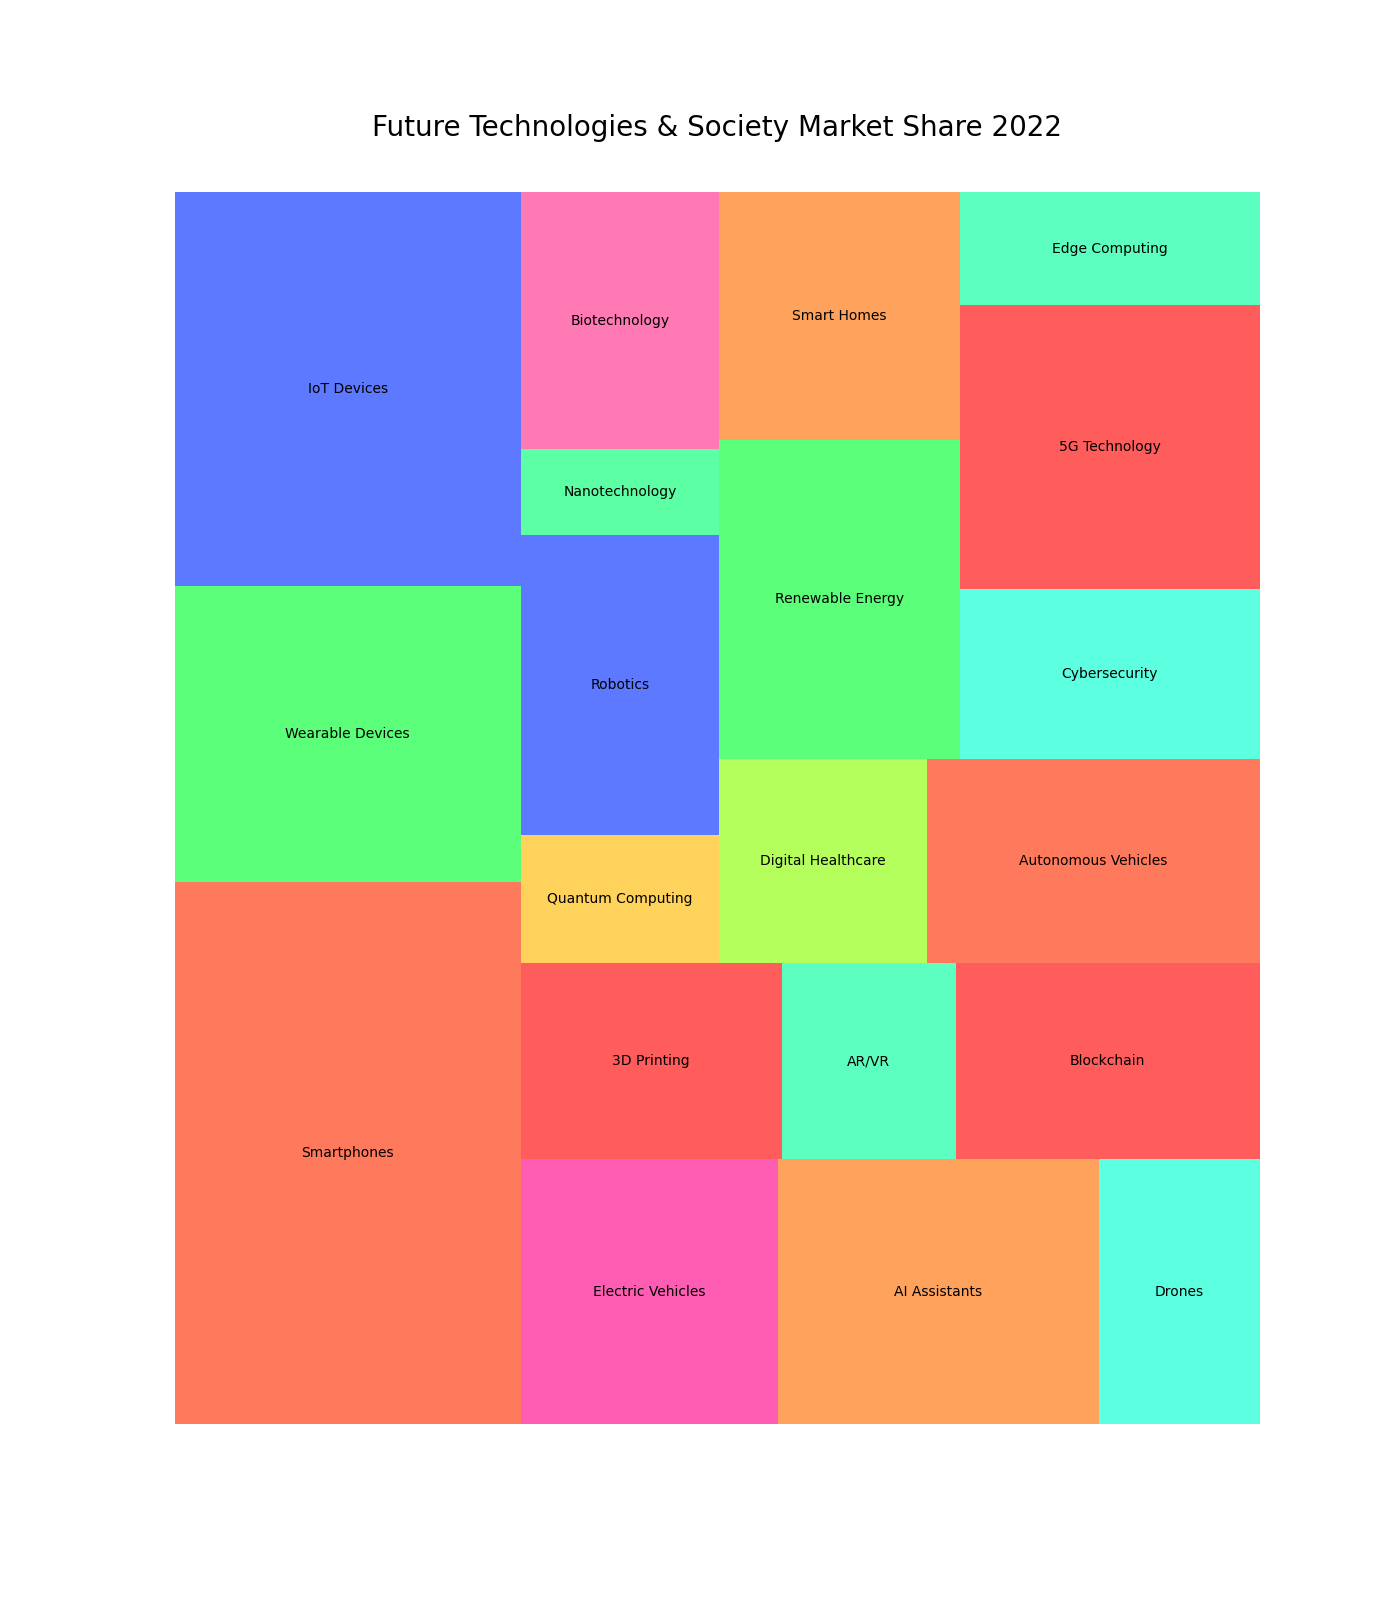 Future Technologies & Society Market Share 2022
IoT Devices
Biotechnology
Smart Homes
Edge Computing
5G Technology
Nanotechnology
Renewable Energy
Cybersecurity
Robotics
Wearable Devices
Quantum Computing
Digital Healthcare
Autonomous Vehicles
3D Printing
AR/VR
Blockchain
Smartphones
Electric Vehicles
AI Assistants
Drones